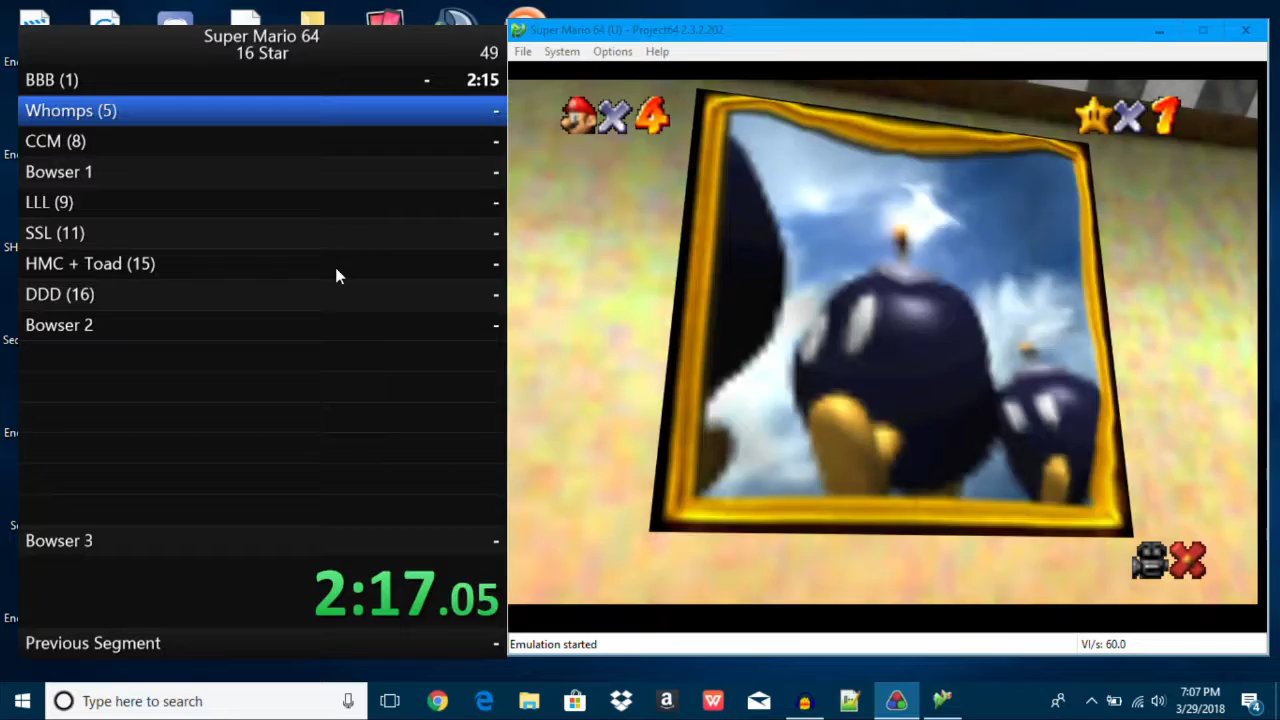 Super Mario 64
16 Star 49
BBB (1) - 2:15
Whomps (5) -
CCM (8) -
Bowser 1 -
LLL (9) -
SSL (11) -
HMC + Toad (15) -
DDD (16) -
Bowser 2 -
Bowser 3 -
2:17.05
Previous Segment -
Super Mario 64 (U) - Project64 2.3.2.202
File System Options Help
4
1
Emulation started VI/s: 60.0
Type here to search
7:07 PM
3/29/2018
4